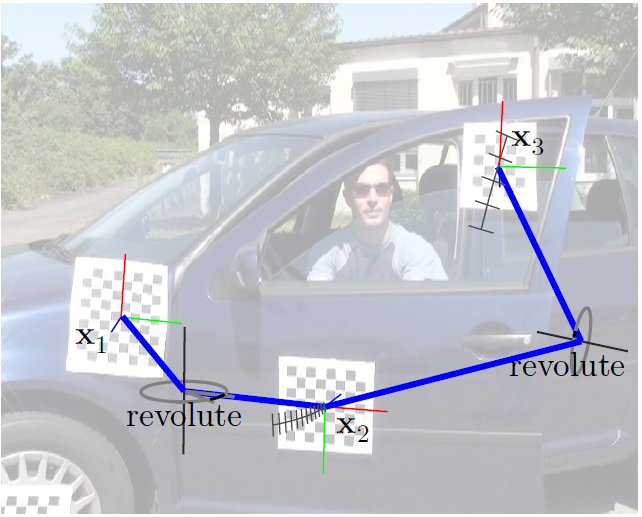 x₃
x₁
revolute
revolute
x₂